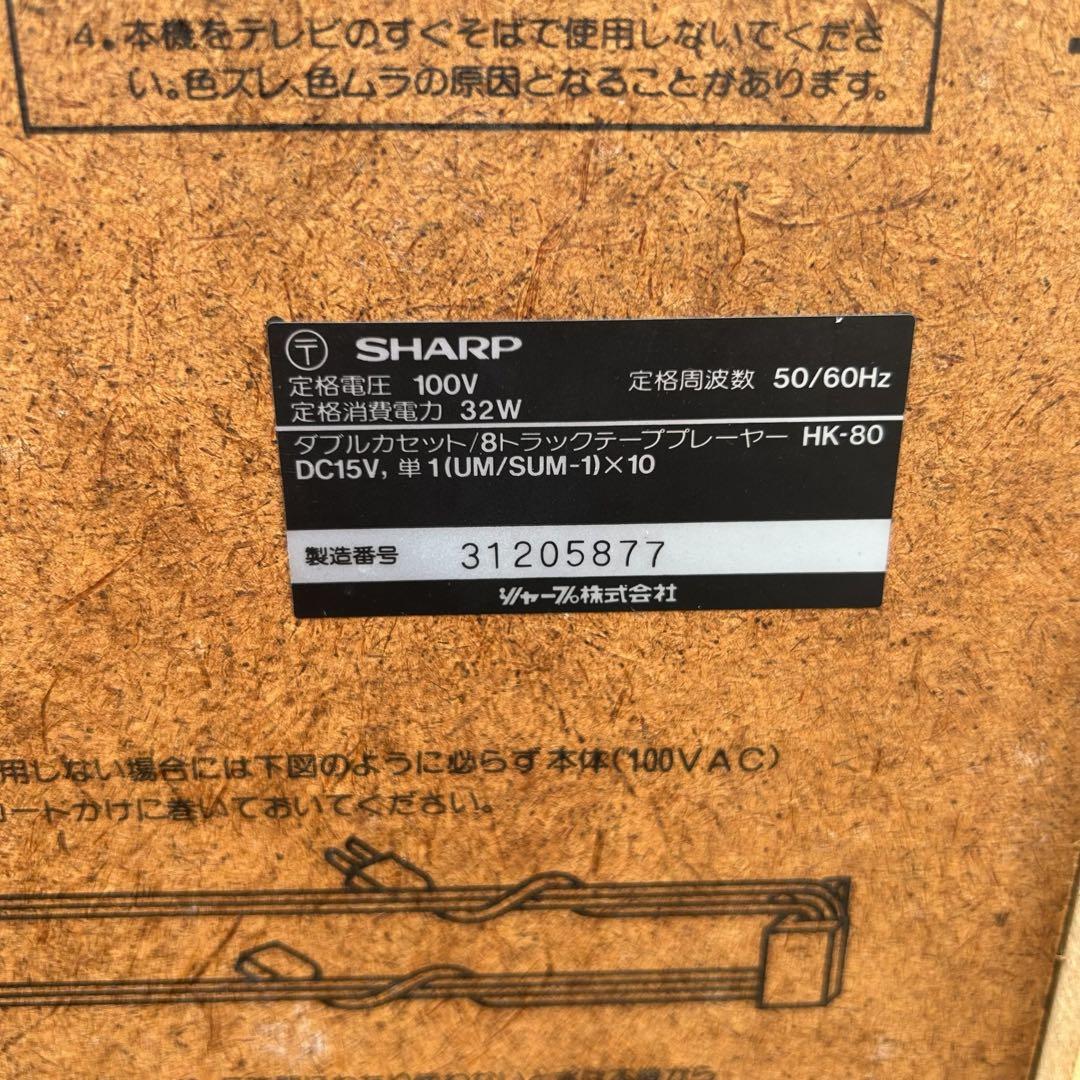 4.本機をテレビのすぐそばで使用しないでくださ
い。色ズレ、色ムラの原因となることがあります。
〒 SHARP
定格電圧 100V 定格周波数 50/60Hz
定格消費電力 32W
ダブルカセット/8トラックテーププレーヤー HK-80
DC15V, 単1(UM/SUM-1)×10
製造番号 31205877
シャープ株式会社
用しない場合には下図のように必らず本体(100VAC)
コードかけに巻いておいてください。